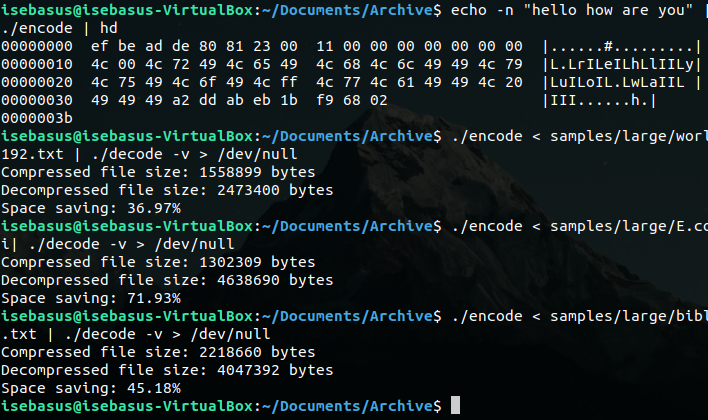 isebasus@isebasus-VirtualBox:~/Documents/Archive$ echo -n "hello how are you" |
./encode | hd
00000000  ef be ad de 80 81 23 00  11 00 00 00 00 00 00 00  |......#.........|
00000010  4c 00 4c 72 49 4c 65 49  4c 68 4c 6c 49 49 4c 79  |L.LrILeILhLlIILy|
00000020  4c 75 49 4c 6f 49 4c ff  4c 77 4c 61 49 49 4c 20  |LuILoIL.LwLaIIL |
00000030  49 49 49 a2 dd ab eb 1b  f9 68 02                 |III......h.|
0000003b
isebasus@isebasus-VirtualBox:~/Documents/Archive$ ./encode < samples/large/worl
192.txt | ./decode -v > /dev/null
Compressed file size: 1558899 bytes
Decompressed file size: 2473400 bytes
Space saving: 36.97%
isebasus@isebasus-VirtualBox:~/Documents/Archive$ ./encode < samples/large/E.co
i| ./decode -v > /dev/null
Compressed file size: 1302309 bytes
Decompressed file size: 4638690 bytes
Space saving: 71.93%
isebasus@isebasus-VirtualBox:~/Documents/Archive$ ./encode < samples/large/bibl
.txt | ./decode -v > /dev/null
Compressed file size: 2218660 bytes
Decompressed file size: 4047392 bytes
Space saving: 45.18%
isebasus@isebasus-VirtualBox:~/Documents/Archive$